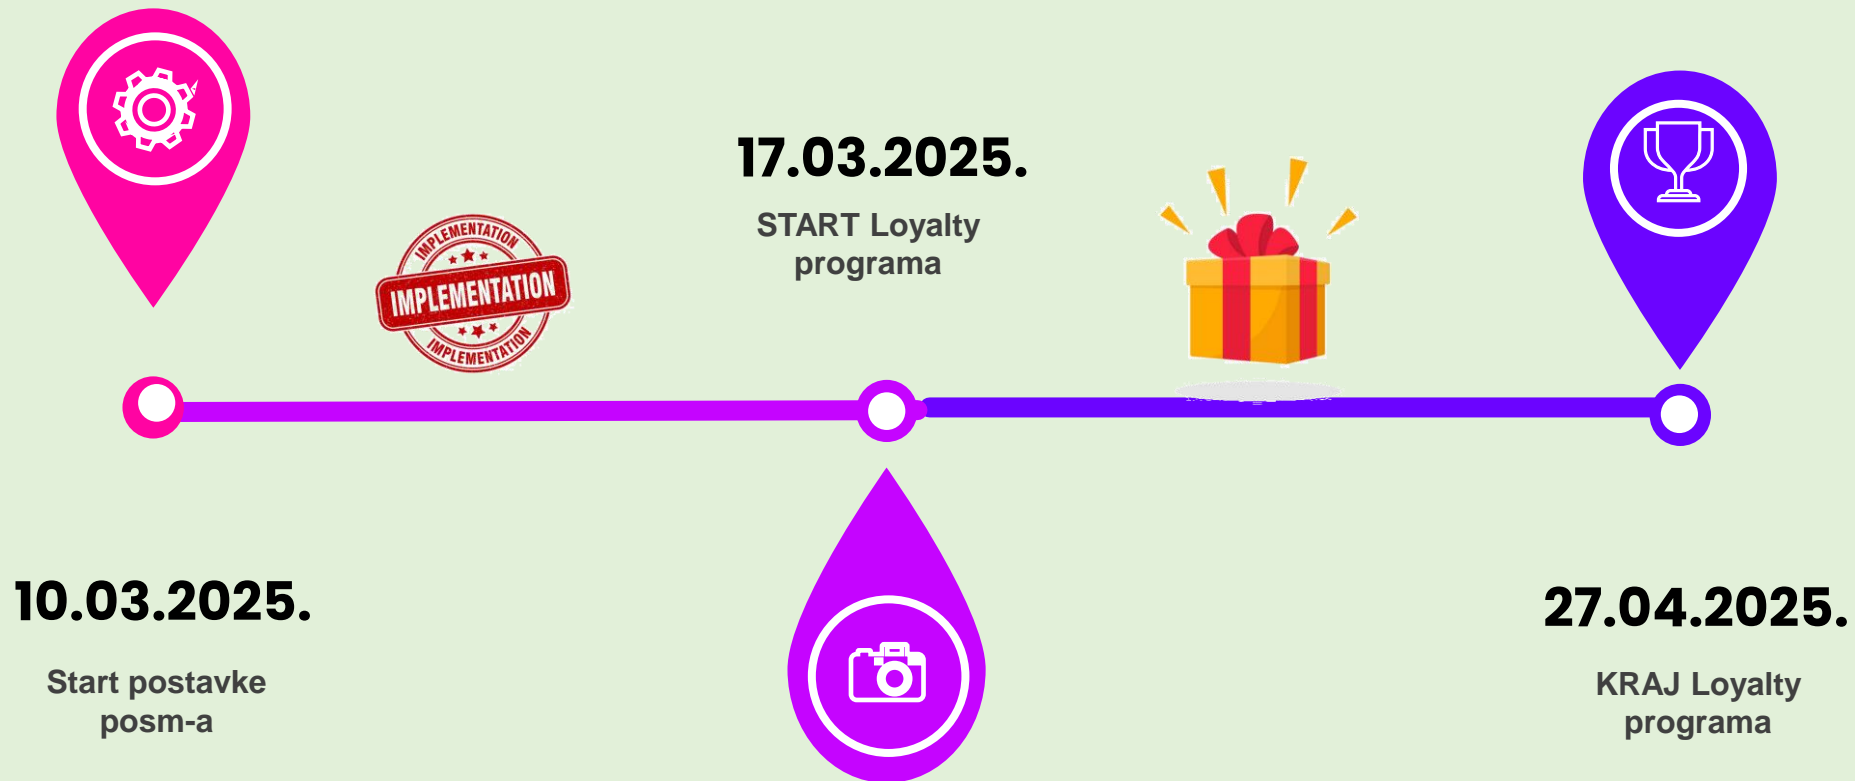 17.03.2025.
START Loyalty
programa
IMPLEMENTATION
IMPLEMENTATION
IMPLEMENTATION
10.03.2025.
Start postavke
posm-a
27.04.2025.
KRAJ Loyalty
programa